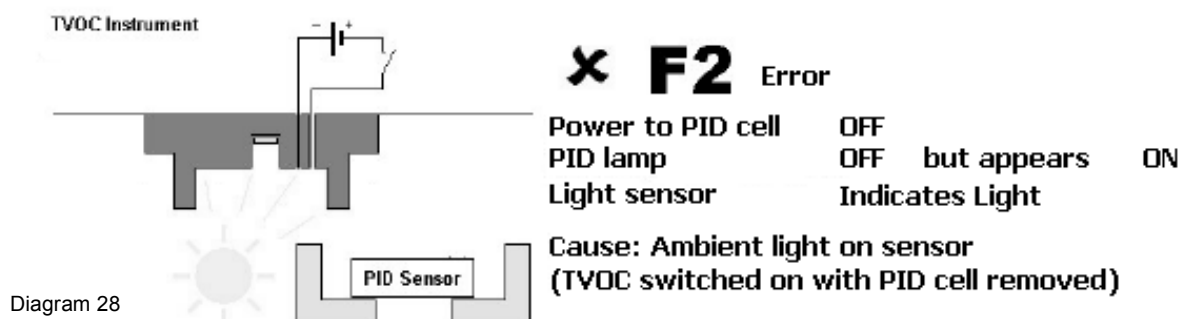 TVOC Instrument
- +
✗ F2 Error
Power to PID cell OFF
PID lamp OFF but appears ON
Light sensor Indicates Light
Cause: Ambient light on sensor
(TVOC switched on with PID cell removed)
PID Sensor
Diagram 28